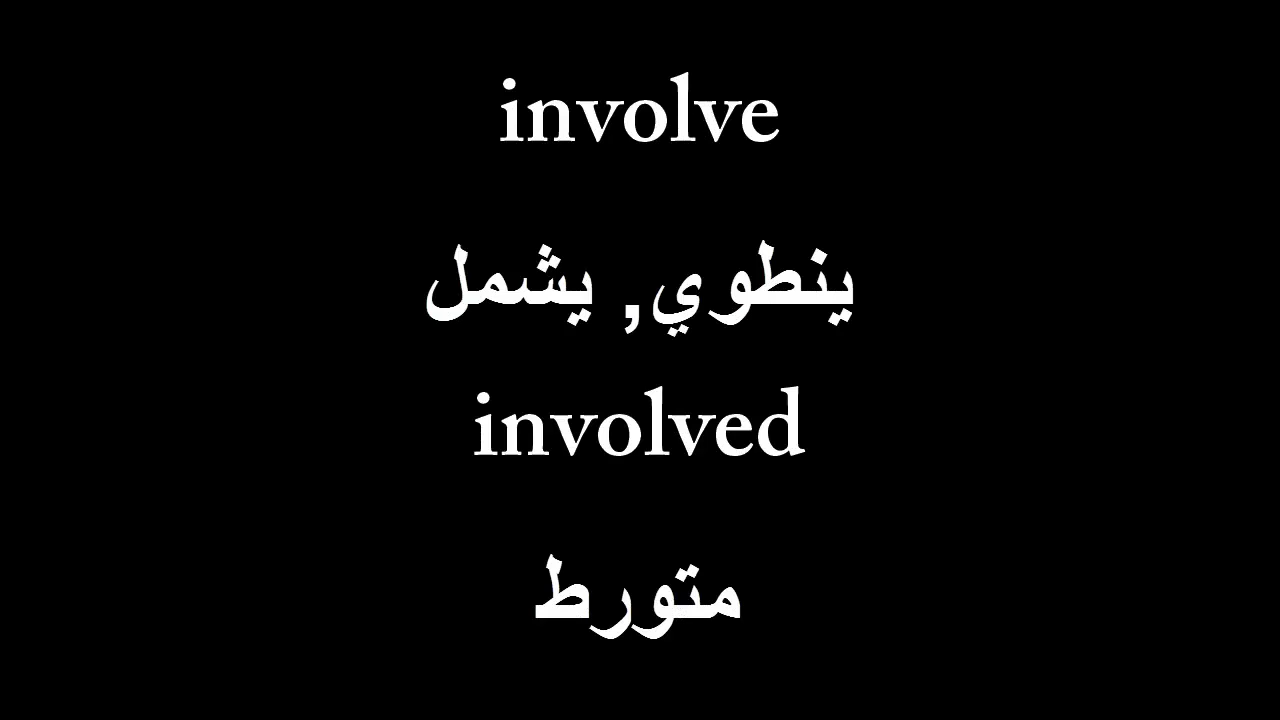 involve
ينطوي, يشمل
involved
متورط